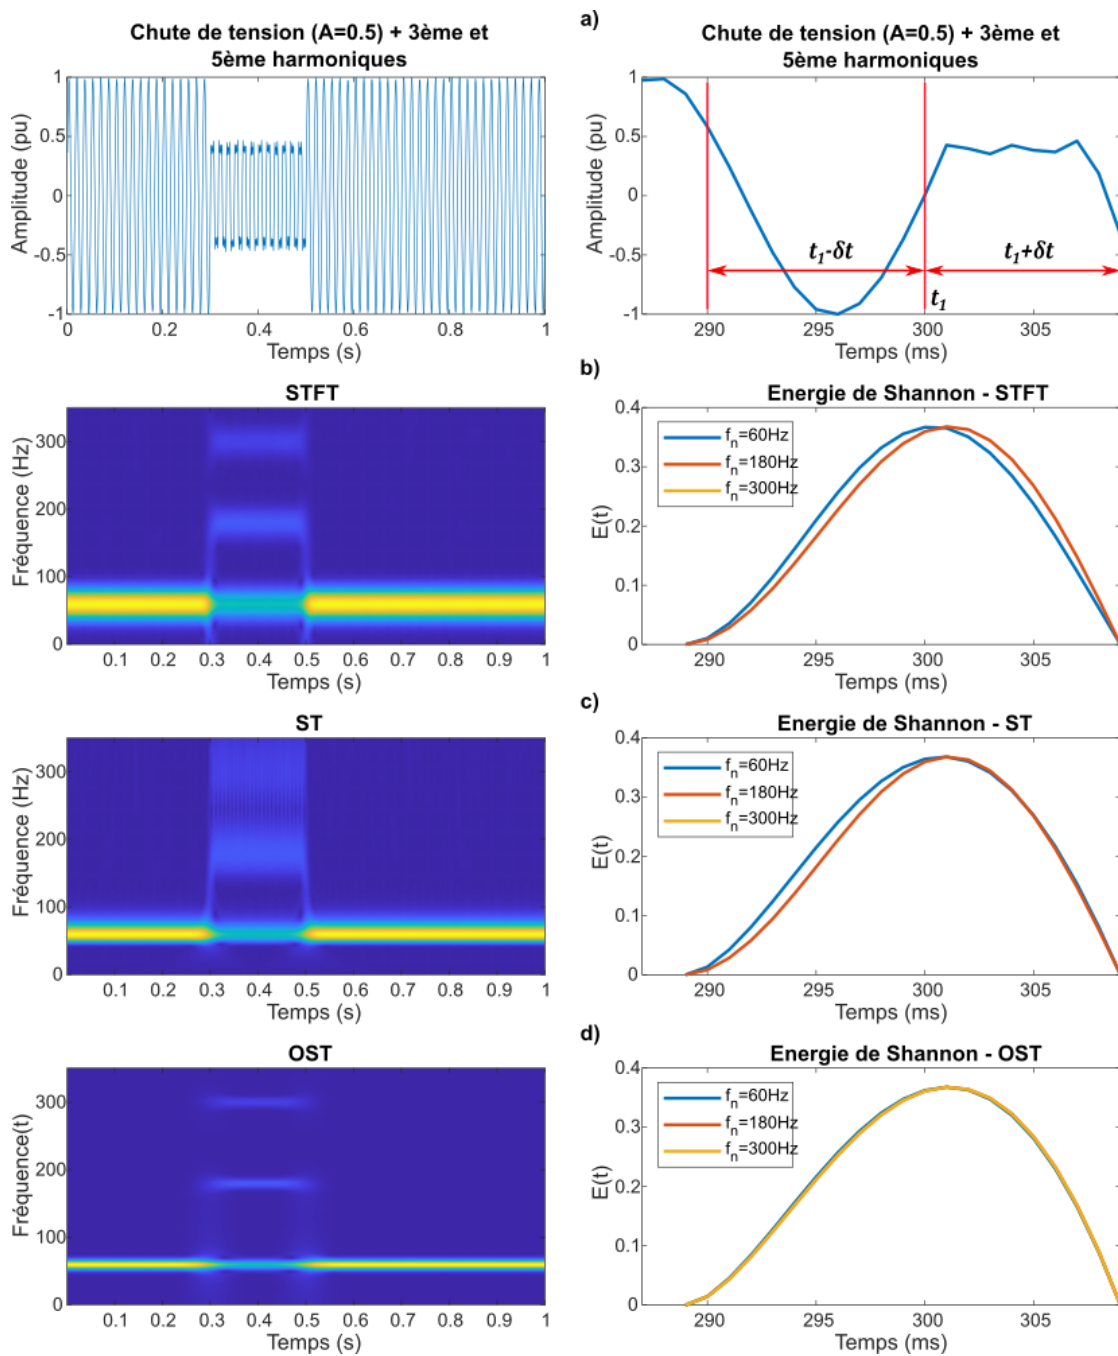 a)
Chute de tension (A=0.5) + 3ème et
5ème harmoniques
Amplitude (pu)
1
0.5
0
-0.5
-1
0 0.2 0.4 0.6 0.8 1
Temps (s)
Chute de tension (A=0.5) + 3ème et
5ème harmoniques
Amplitude (pu)
1
0.5
0
-0.5
-1
t1-δt
t1+δt
t1
290 295 300 305
Temps (ms)
b)
STFT
Fréquence (Hz)
300
200
100
0
0.1 0.2 0.3 0.4 0.5 0.6 0.7 0.8 0.9 1
Temps (s)
Energie de Shannon - STFT
E(t)
0.4
0.3
0.2
0.1
0
f_n=60Hz
f_n=180Hz
f_n=300Hz
290 295 300 305
Temps (ms)
c)
ST
Fréquence (Hz)
300
200
100
0
0.1 0.2 0.3 0.4 0.5 0.6 0.7 0.8 0.9 1
Temps (s)
Energie de Shannon - ST
E(t)
0.4
0.3
0.2
0.1
0
f_n=60Hz
f_n=180Hz
f_n=300Hz
290 295 300 305
Temps (ms)
d)
OST
Fréquence(t)
300
200
100
0
0.1 0.2 0.3 0.4 0.5 0.6 0.7 0.8 0.9 1
Temps (s)
Energie de Shannon - OST
E(t)
0.4
0.3
0.2
0.1
0
f_n=60Hz
f_n=180Hz
f_n=300Hz
290 295 300 305
Temps (ms)